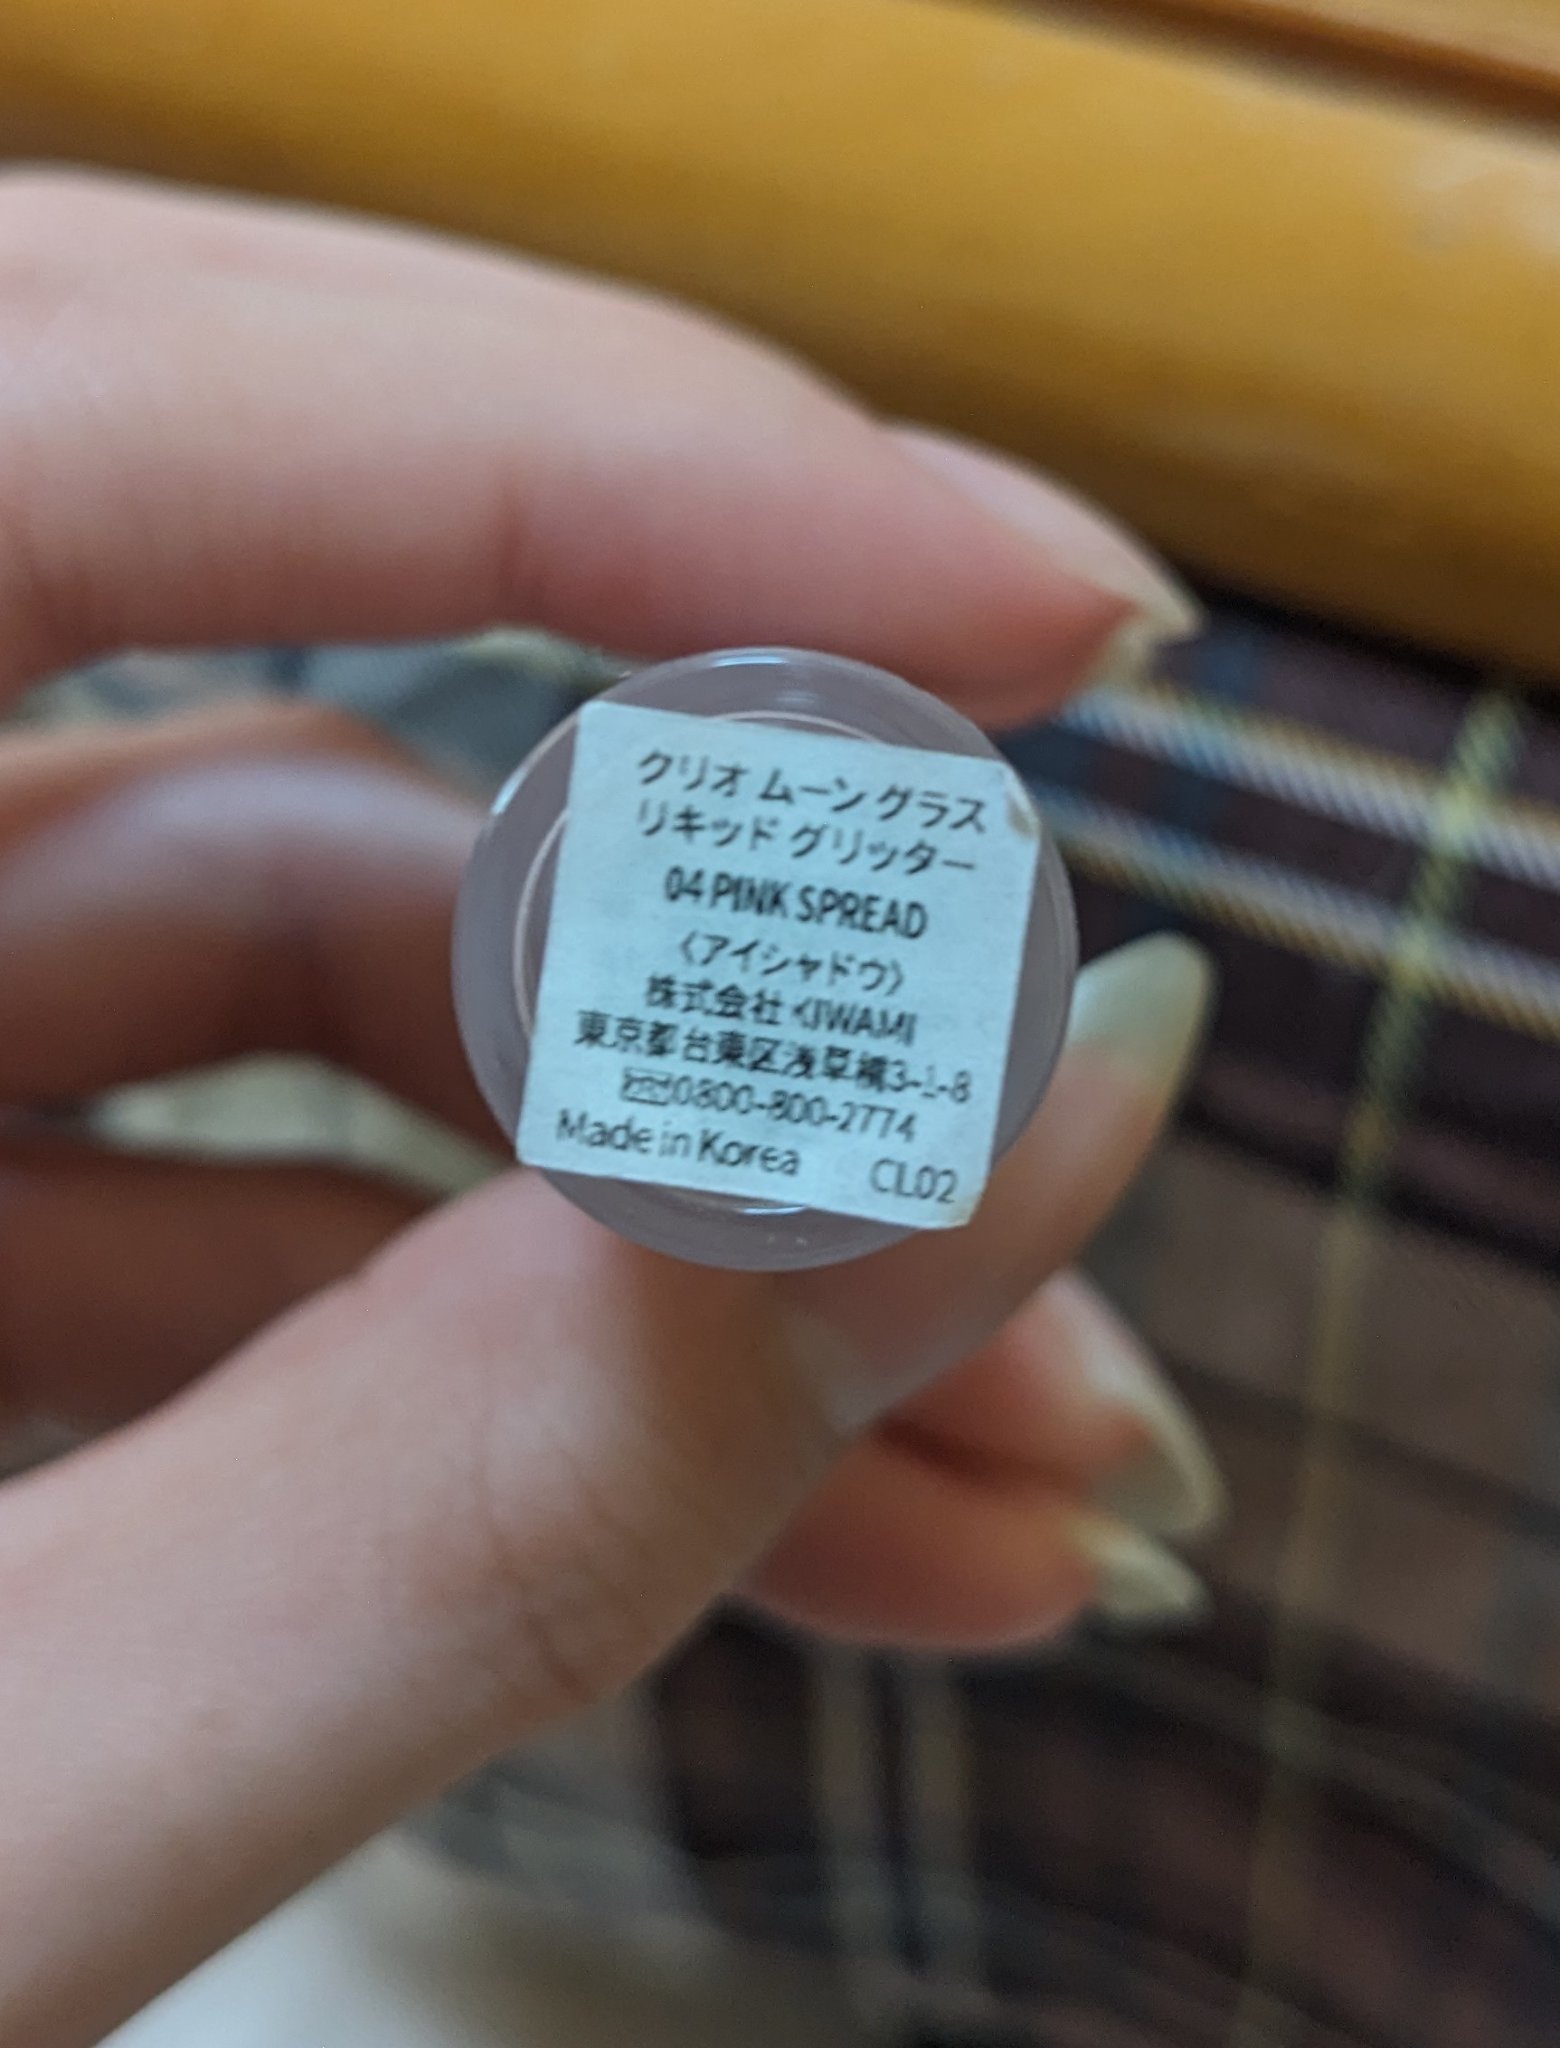 クリオ ムーン グラス
リキッド グリッター
04 PINK SPREAD
〈アイシャドウ〉
株式会社 KIWAMI
東京都台東区浅草橋3-1-8
0800-800-2774
Made in Korea CL02